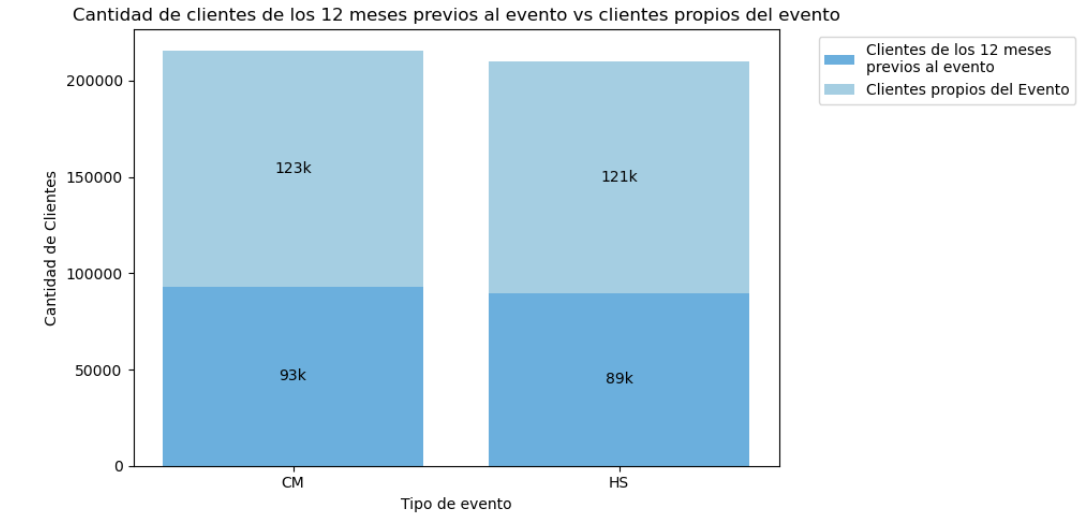 Cantidad de clientes de los 12 meses previos al evento vs clientes propios del evento
Clientes de los 12 meses
previos al evento
Clientes propios del Evento
Cantidad de Clientes
200000
150000
100000
50000
0
123k
121k
93k
89k
CM
HS
Tipo de evento